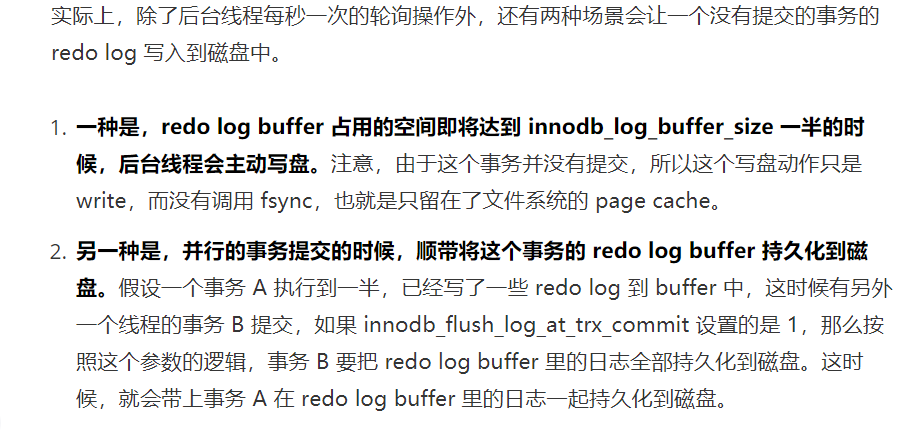 实际上，除了后台线程每秒一次的轮询操作外，还有两种场景会让一个没有提交的事务的
redo log 写入到磁盘中。
1. 一种是，redo log buffer 占用的空间即将达到 innodb_log_buffer_size 一半的时
候，后台线程会主动写盘。注意，由于这个事务并没有提交，所以这个写盘动作只是
write，而没有调用 fsync，也就是只留在了文件系统的 page cache。
2. 另一种是，并行的事务提交的时候，顺带将这个事务的 redo log buffer 持久化到磁
盘。假设一个事务 A 执行到一半，已经写了一些 redo log 到 buffer 中，这时候有另外
一个线程的事务 B 提交，如果 innodb_flush_log_at_trx_commit 设置的是 1，那么按
照这个参数的逻辑，事务 B 要把 redo log buffer 里的日志全部持久化到磁盘。这时
候，就会带上事务 A 在 redo log buffer 里的日志一起持久化到磁盘。